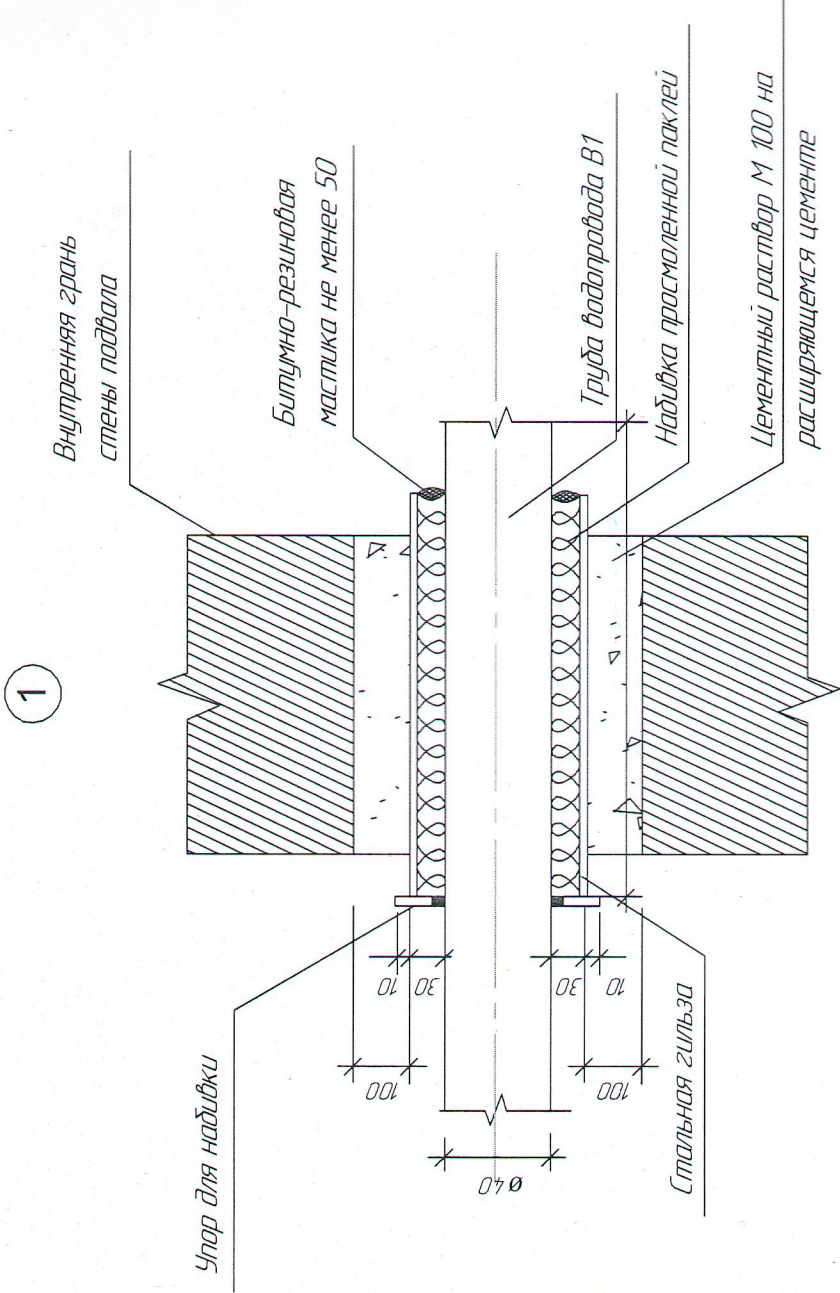 1
Внутренняя грань
стены подвала
Битумно-резиновая
мастика не менее 50
Труба водопровода В1
Набивка просмоленной паклей
Цементный раствор М 100 на
расширяющемся цементе
Упор для набивки
Стальная гильза
100
10
30
ø40
30
10
100